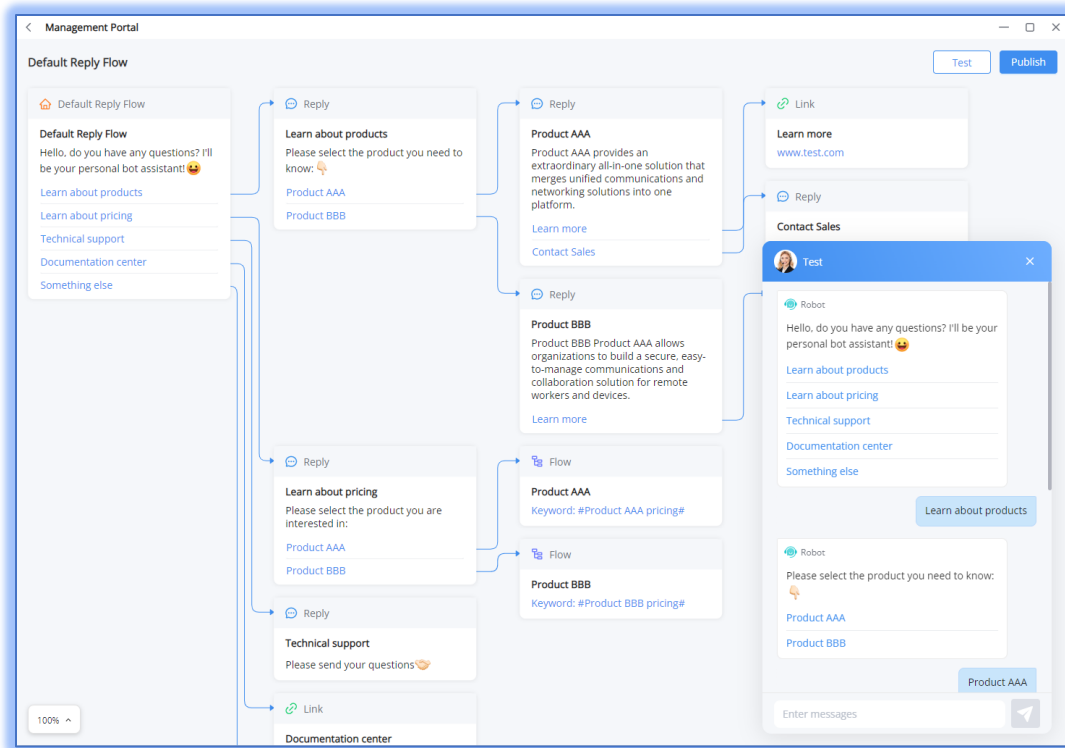 Management Portal
Default Reply Flow
Test
Publish
Default Reply Flow
Default Reply Flow
Hello, do you have any questions? I'll
be your personal bot assistant!😆
Learn about products
Learn about pricing
Technical support
Documentation center
Something else
Reply
Learn about products
Please select the product you need to
know: 👇🏻
Product AAA
Product BBB
Reply
Product AAA
Product AAA provides an
extraordinary all-in-one solution that
merges unified communications and
networking solutions into one
platform.
Learn more
Contact Sales
Link
Learn more
www.test.com
Reply
Contact Sales
Reply
Product BBB
Product BBB Product AAA allows
organizations to build a secure, easy-
to-manage communications and
collaboration solution for remote
workers and devices.
Learn more
Reply
Learn about pricing
Please select the product you are
interested in:
Product AAA
Product BBB
Flow
Product AAA
Keyword: #Product AAA pricing#
Flow
Product BBB
Keyword: #Product BBB pricing#
Reply
Technical support
Please send your questions🤝🏻
Link
Documentation center
100%
Test
Robot
Hello, do you have any questions? I'll be your
personal bot assistant!😆
Learn about products
Learn about pricing
Technical support
Documentation center
Something else
Learn about products
Robot
Please select the product you need to know:
👇🏻
Product AAA
Product BBB
Product AAA
Enter messages